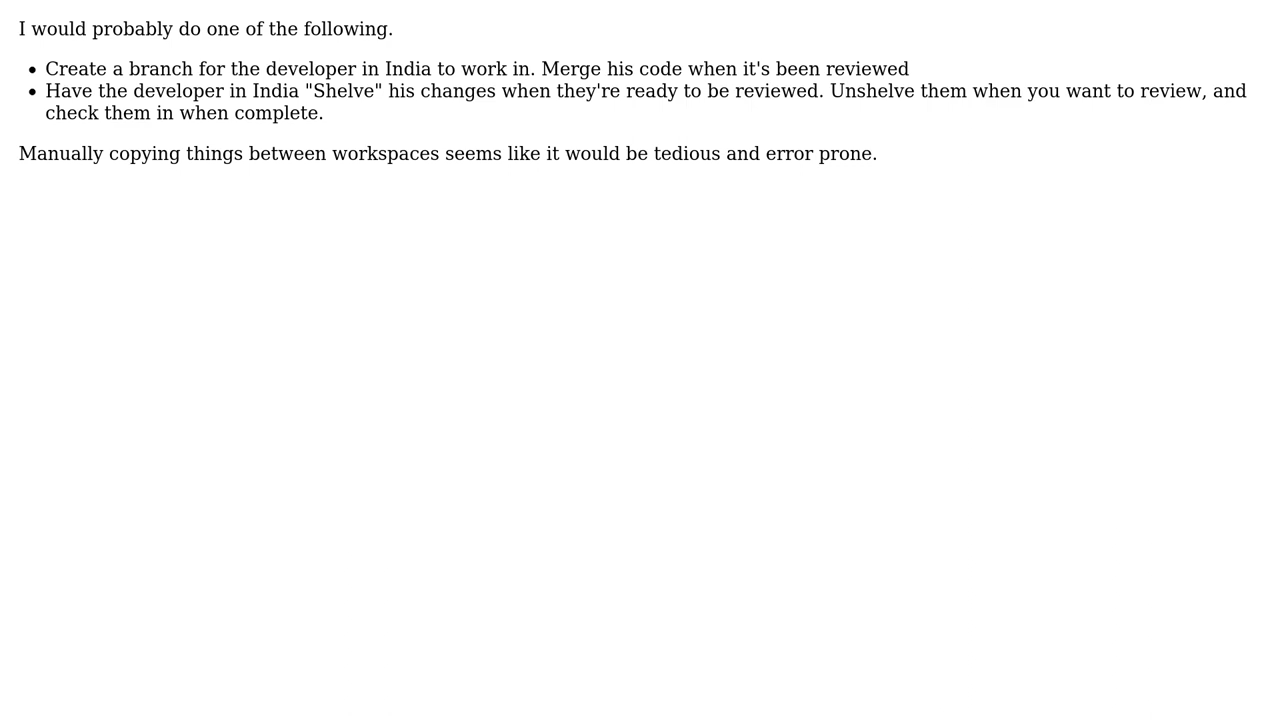 I would probably do one of the following.
• Create a branch for the developer in India to work in. Merge his code when it's been reviewed
• Have the developer in India "Shelve" his changes when they're ready to be reviewed. Unshelve them when you want to review, and
check them in when complete.
Manually copying things between workspaces seems like it would be tedious and error prone.